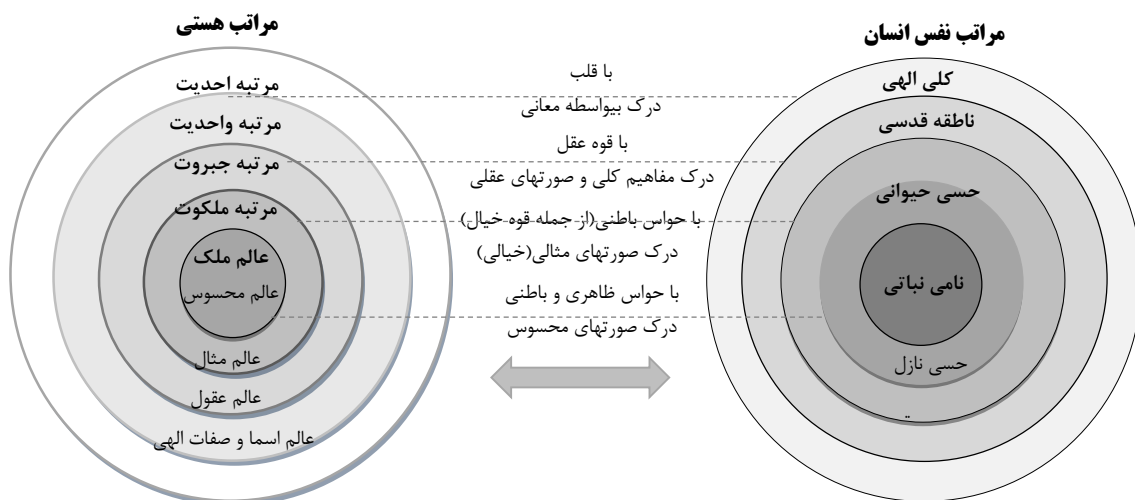 مراتب نفس انسان
کلی الهی
ناطقه قدسی
حسی حیوانی
نامی نباتی
حسی نازل
با قلب
درک بیواسطه معانی
با قوه عقل
درک مفاهیم کلی و صورتهای عقلی
با حواس باطنی(از جمله قوه خیال)
درک صورتهای مثالی(خیالی)
با حواس ظاهری و باطنی
درک صورتهای محسوس
مراتب هستی
مرتبه احدیت
مرتبه واحدیت
مرتبه جبروت
مرتبه ملکوت
عالم ملک
عالم محسوس
عالم مثال
عالم عقول
عالم اسما و صفات الهی